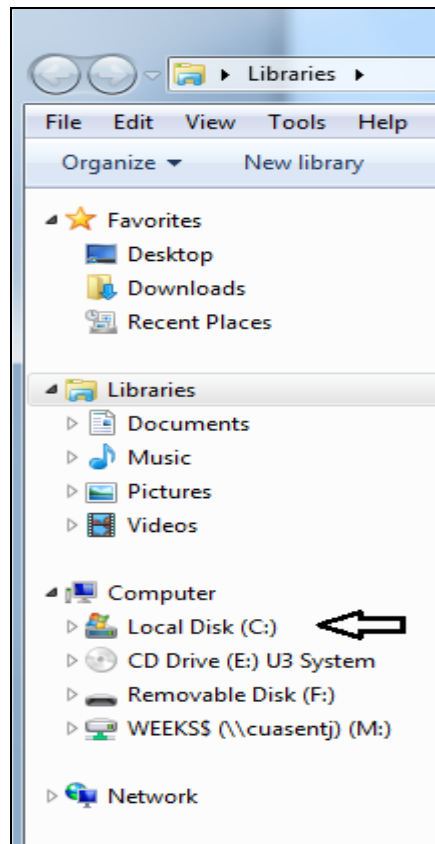 Libraries
File Edit View Tools Help
Organize New library
Favorites
Desktop
Downloads
Recent Places
Libraries
Documents
Music
Pictures
Videos
Computer
Local Disk (C:)
CD Drive (E:) U3 System
Removable Disk (F:)
WEEKS$ (\\cuasentj) (M:)
Network